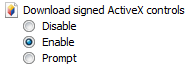 Download signed ActiveX controls
Disable
Enable
Prompt